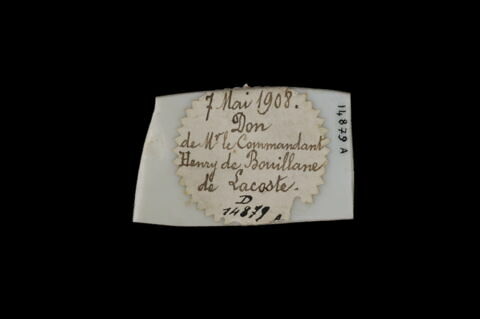 7 Mai 1908.
Don
de Mr le Commandant
Henry de Bouillane
de Lacoste.
D
14879
A
14879 A